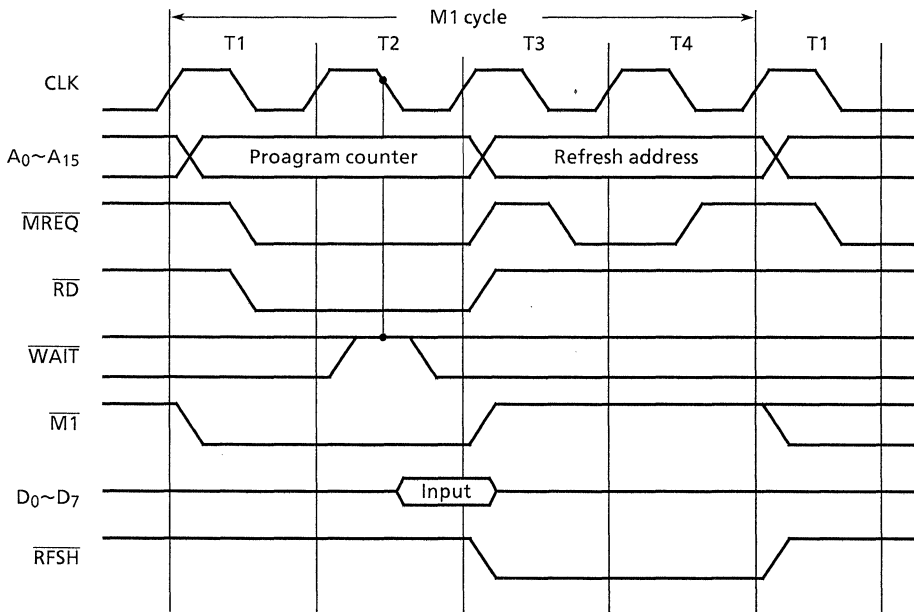 M1 cycle
T1 T2 T3 T4 T1
CLK
A0~A15 Proagram counter Refresh address
MREQ
RD
WAIT
M1
D0~D7 Input
RFSH